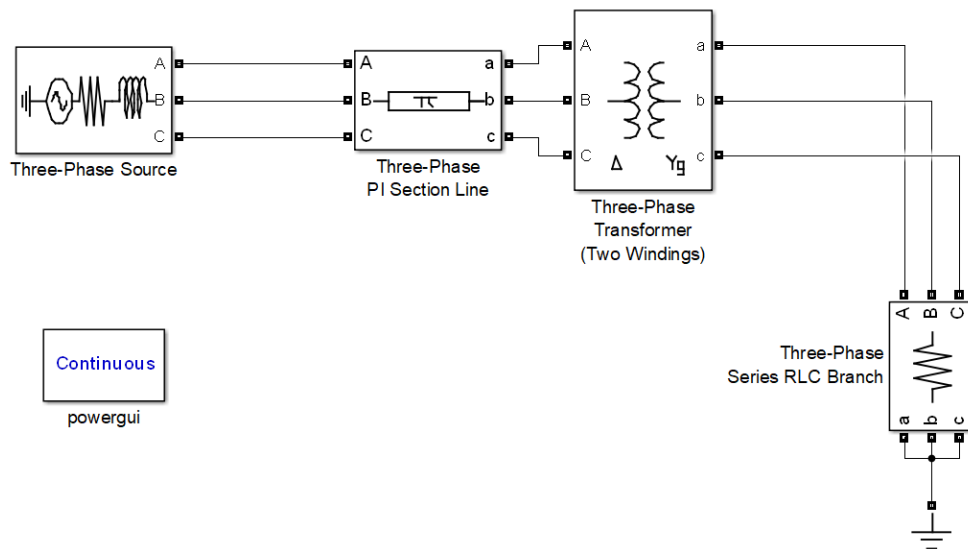 A
B
C
Three-Phase Source
A
B
C
a
b
c
Three-Phase
PI Section Line
A
B
C
a
b
c
Δ
Yg
Three-Phase
Transformer
(Two Windings)
A
B
C
a
b
c
Three-Phase
Series RLC Branch
Continuous
powergui